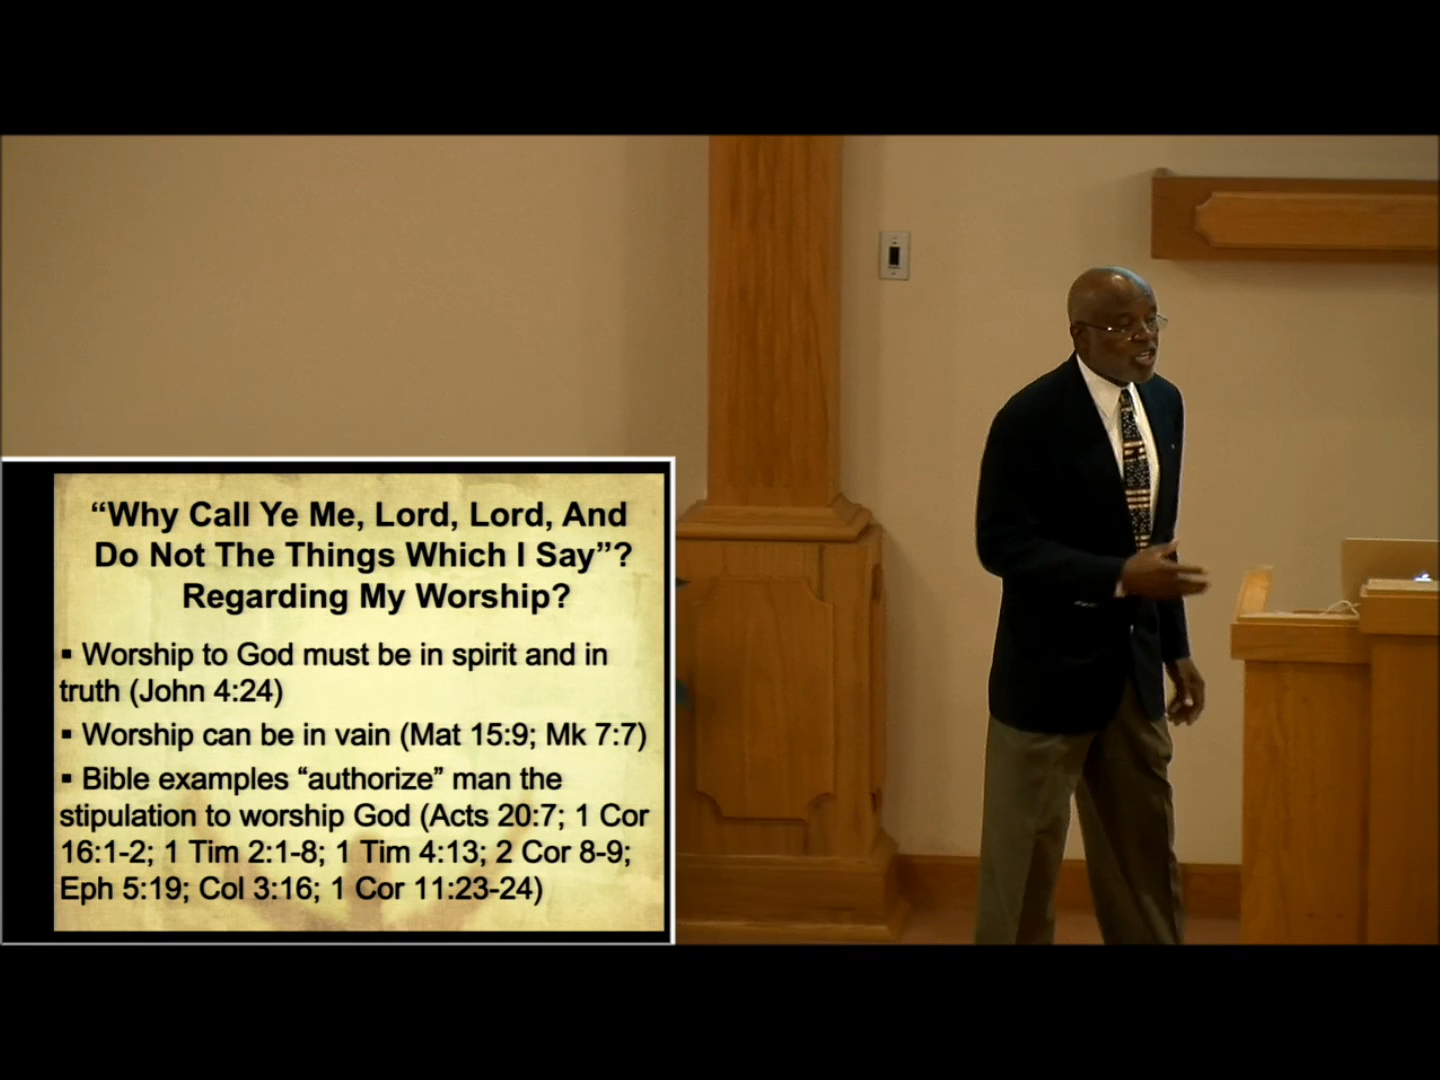 “Why Call Ye Me, Lord, Lord, And
Do Not The Things Which I Say”?
Regarding My Worship?
▪ Worship to God must be in spirit and in
truth (John 4:24)
▪ Worship can be in vain (Mat 15:9; Mk 7:7)
▪ Bible examples “authorize” man the
stipulation to worship God (Acts 20:7; 1 Cor
16:1-2; 1 Tim 2:1-8; 1 Tim 4:13; 2 Cor 8-9;
Eph 5:19; Col 3:16; 1 Cor 11:23-24)